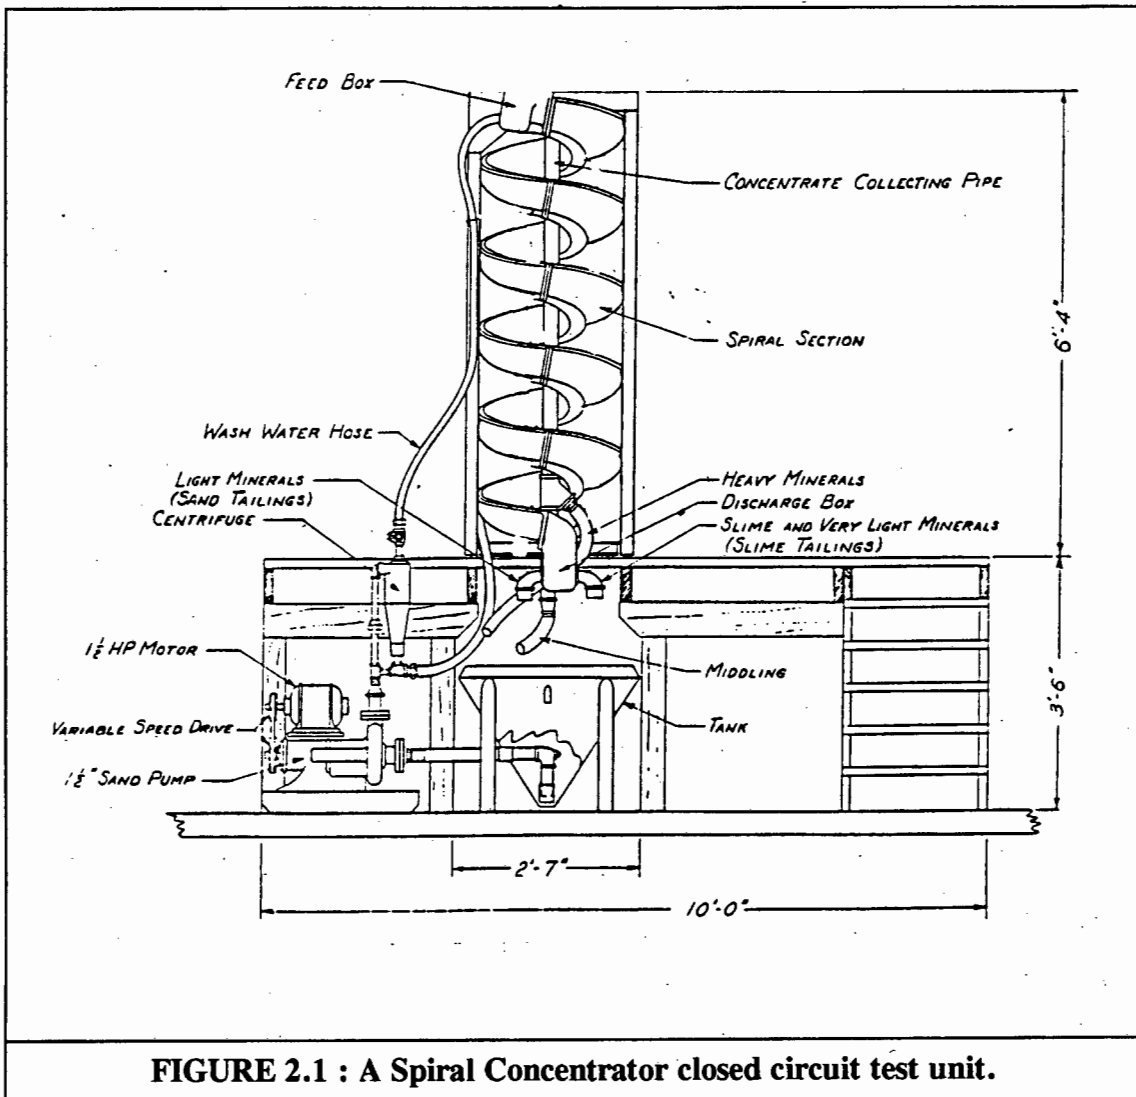 FEED BOX
CONCENTRATE COLLECTING PIPE
6'-4"
SPIRAL SECTION
WASH WATER HOSE
LIGHT MINERALS
(SAND TAILINGS)
CENTRIFUGE
HEAVY MINERALS
DISCHARGE BOX
SLIME AND VERY LIGHT MINERALS
(SLIME TAILINGS)
1½ HP MOTOR
MIDDLING
3'-6"
VARIABLE SPEED DRIVE
TANK
1½" SAND PUMP
2'-7"
10'-0"
FIGURE 2.1 : A Spiral Concentrator closed circuit test unit.